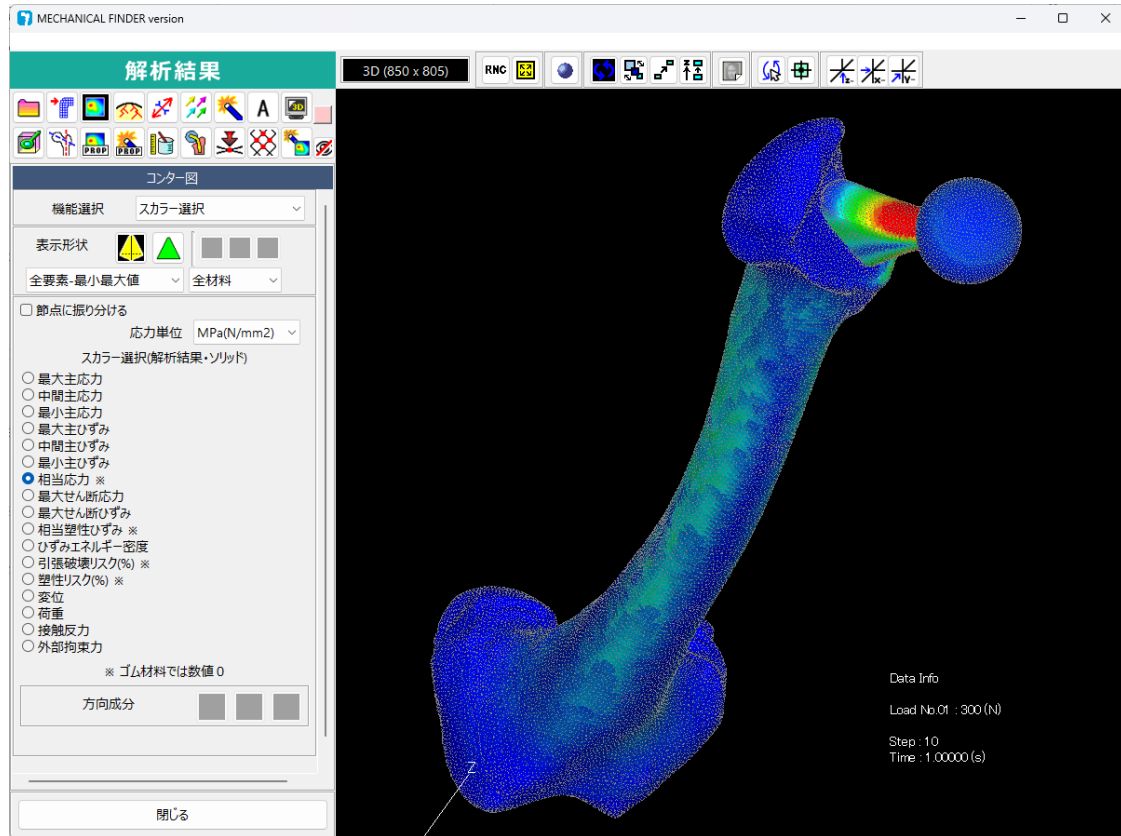 MECHANICAL FINDER version
解析結果
3D (850 x 805)
RNC
A
3D
PROP
PROP
z-
x-
Y-
コンター図
機能選択
スカラー選択
表示形状
全要素-最小最大値
全材料
節点に振り分ける
応力単位
MPa(N/mm2)
スカラー選択(解析結果・ソリッド)
最大主応力
中間主応力
最小主応力
最大主ひずみ
中間主ひずみ
最小主ひずみ
相当応力 ※
最大せん断応力
最大せん断ひずみ
相当塑性ひずみ ※
ひずみエネルギー密度
引張破壊リスク(%) ※
塑性リスク(%) ※
変位
荷重
接触反力
外部拘束力
※ ゴム材料では数値 0
方向成分
閉じる
Data Info
Load No.01 : 300 (N)
Step : 10
Time : 1.00000 (s)
Z